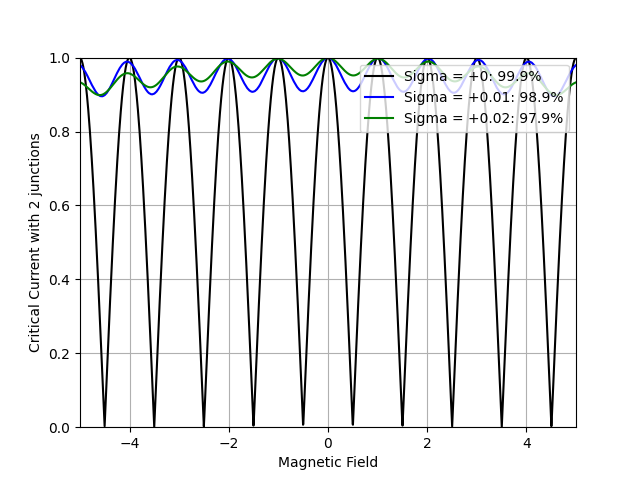 1.0
0.8
0.6
0.4
0.2
0.0
Critical Current with 2 junctions
Sigma = +0: 99.9%
Sigma = +0.01: 98.9%
Sigma = +0.02: 97.9%
−4 −2 0 2 4
Magnetic Field